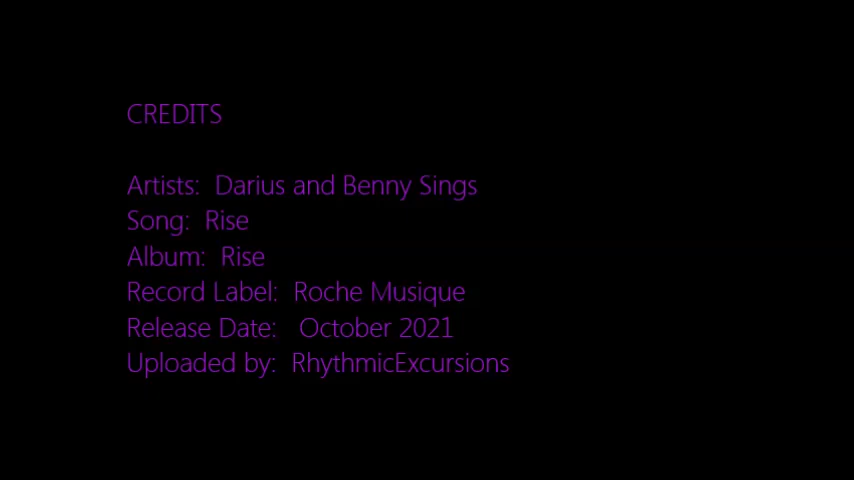 CREDITS
Artists:  Darius and Benny Sings
Song:  Rise
Album:  Rise
Record Label:  Roche Musique
Release Date:   October 2021
Uploaded by:  RhythmicExcursions